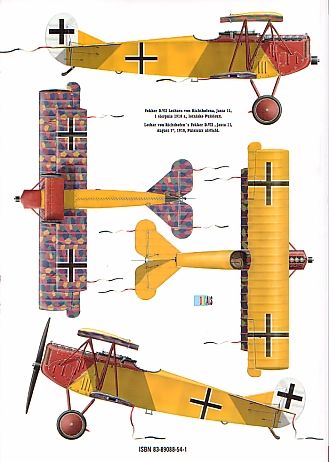 Fokker D.VII Lothara von Richthofena, Jasta 11,
1 sierpnia 1918 r., lotnisko Puisieux.
Lothar von Richthofen's Fokker D.VII, Jasta 11,
August 1st, 1918, Puisieux airfield.
ISBN 83-89088-54-1